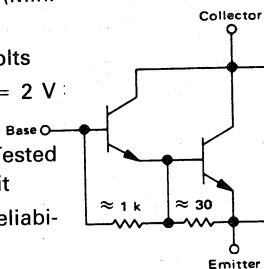 Collector
olts
= 2 V
Base
ested
it
≈ 1 k
≈ 30
eliabi-
Emitter